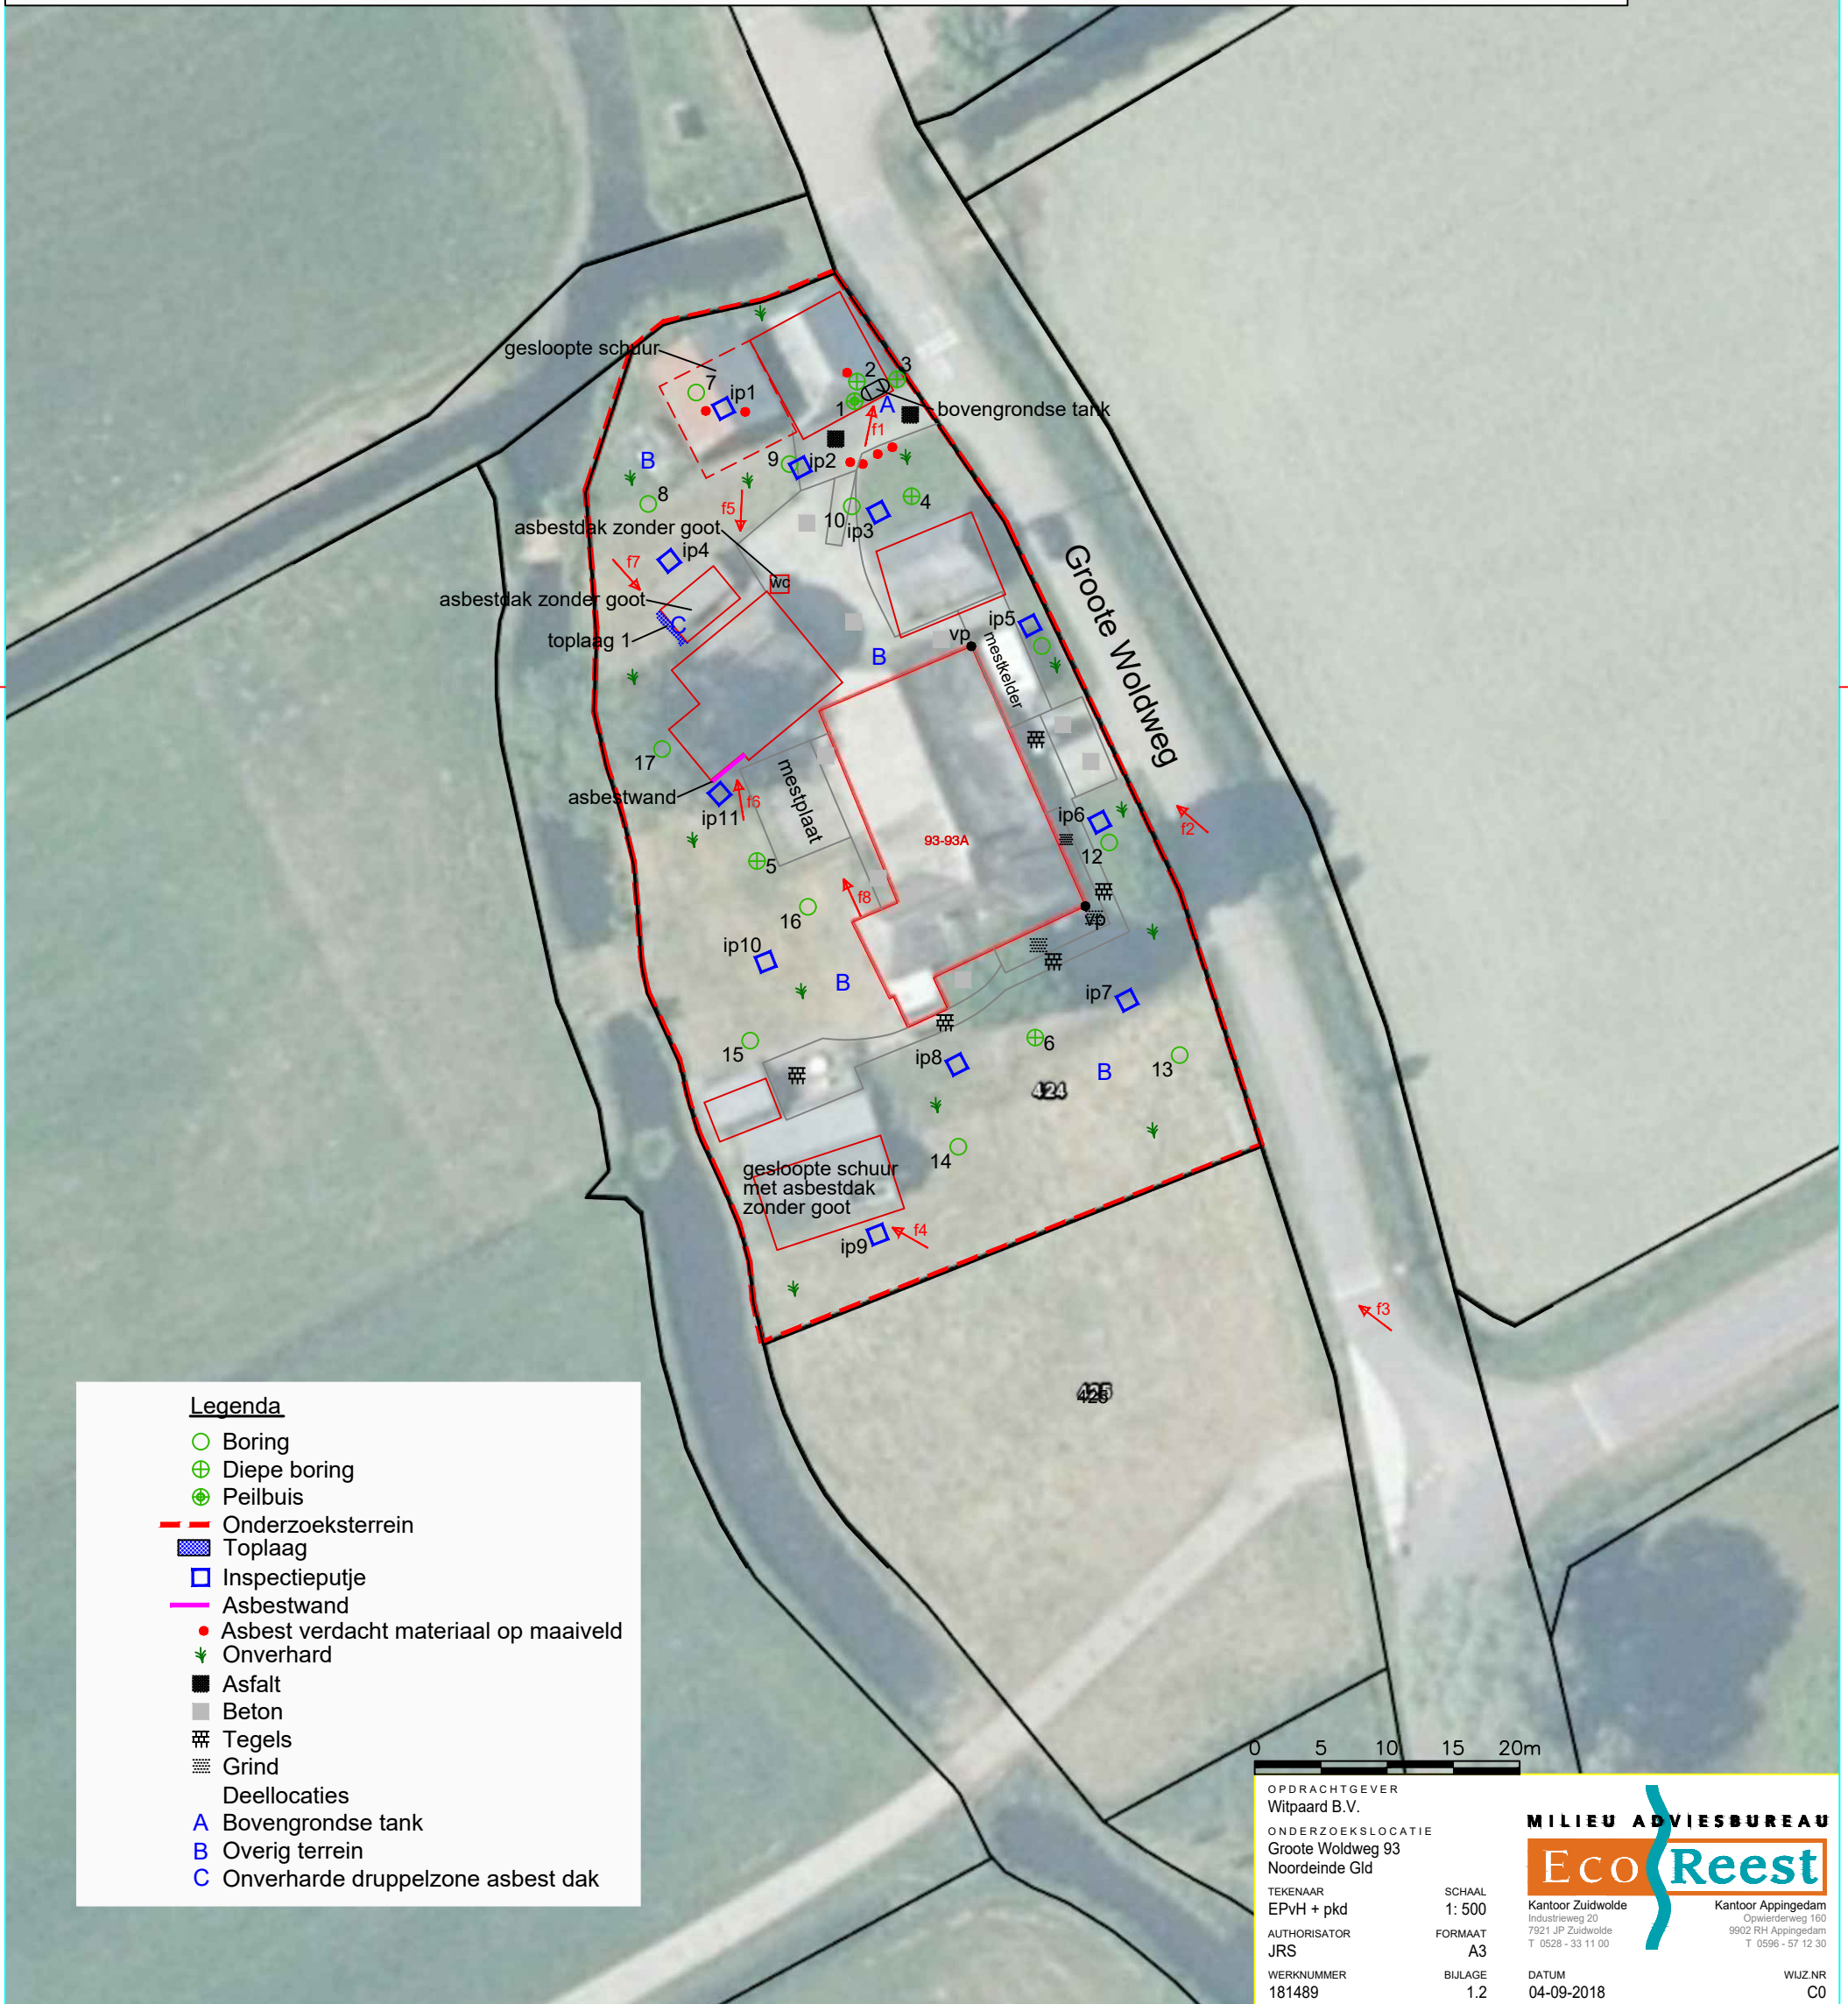 gesloopte schuur
7
ip1
2
3
1
A
bovengrondse tank
f1
B
9
ip2
8
f5
10
ip3
4
asbestdak zonder goot
ip4
f7
wc
asbestdak zonder goot
C
toplaag 1
ip5
vp
mestkelder
B
Groote Woldweg
17
asbestwand
ip11
f6
mestplaat
93-93A
ip6
12
f2
5
f8
16
vp
ip10
B
ip7
15
ip8
6
B
13
424
14
gesloopte schuur
met asbestdak
zonder goot
ip9
f4
f3
425
Legenda
Boring
Diepe boring
Peilbuis
Onderzoeksterrein
Toplaag
Inspectieputje
Asbestwand
Asbest verdacht materiaal op maaiveld
Onverhard
Asfalt
Beton
Tegels
Grind
Deellocaties
A Bovengrondse tank
B Overig terrein
C Onverharde druppelzone asbest dak
0 5 10 15 20m
OPDRACHTGEVER
Witpaard B.V.
ONDERZOEKSLOCATIE
Groote Woldweg 93
Noordeinde Gld
TEKENAAR SCHAAL
EPvH + pkd 1: 500
AUTHORISATOR FORMAAT
JRS A3
WERKNUMMER BIJLAGE
181489 1.2
MILIEU ADVIESBUREAU
Eco Reest
Kantoor Zuidwolde Kantoor Appingedam
Industrieweg 20 Opwierderweg 160
7921 JP Zuidwolde 9902 RH Appingedam
T 0528 - 33 11 00 T 0596 - 57 12 30
DATUM WIJZ.NR
04-09-2018 C0